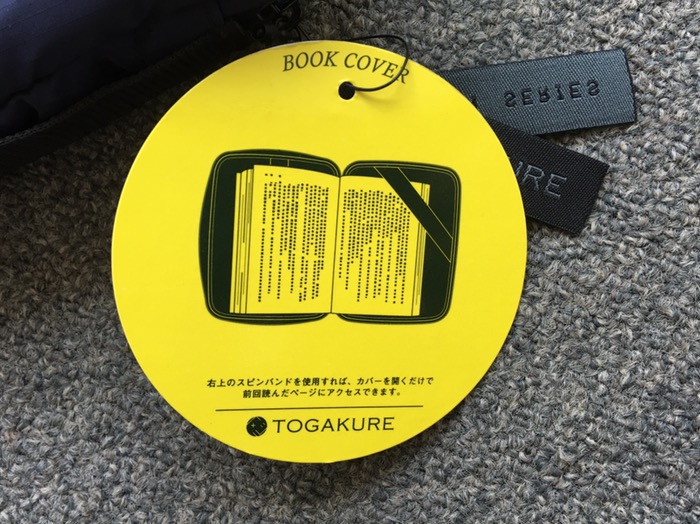 BOOK COVER
SERIES
URE
右上のスピンバンドを使用すれば、カバーを開くだけで
前回読んだページにアクセスできます。
TOGAKURE